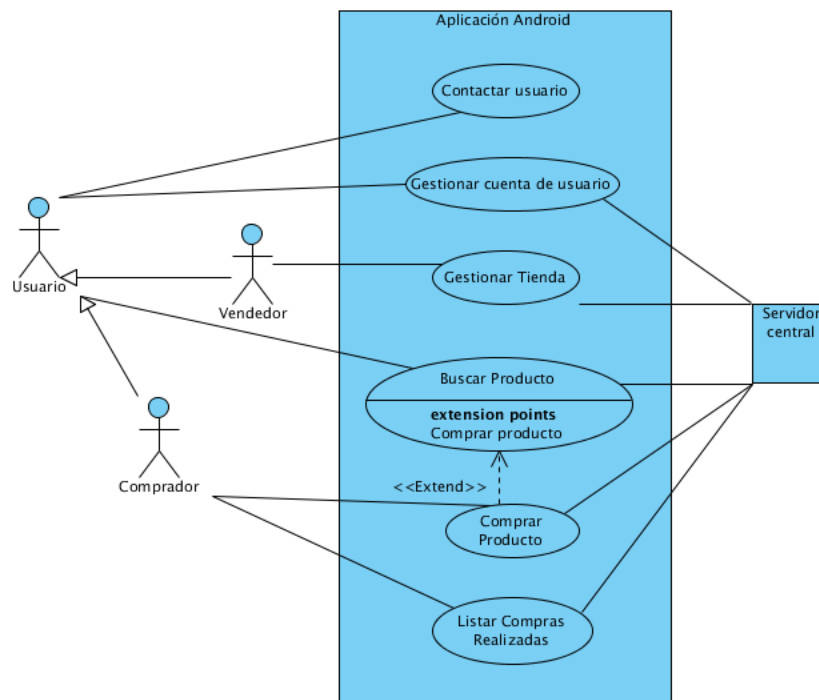 Aplicación Android
Contactar usuario
Gestionar cuenta de usuario
Usuario
Vendedor
Gestionar Tienda
Servidor
central
Buscar Producto
extension points
Comprar producto
<<Extend>>
Comprador
Comprar
Producto
Listar Compras
Realizadas